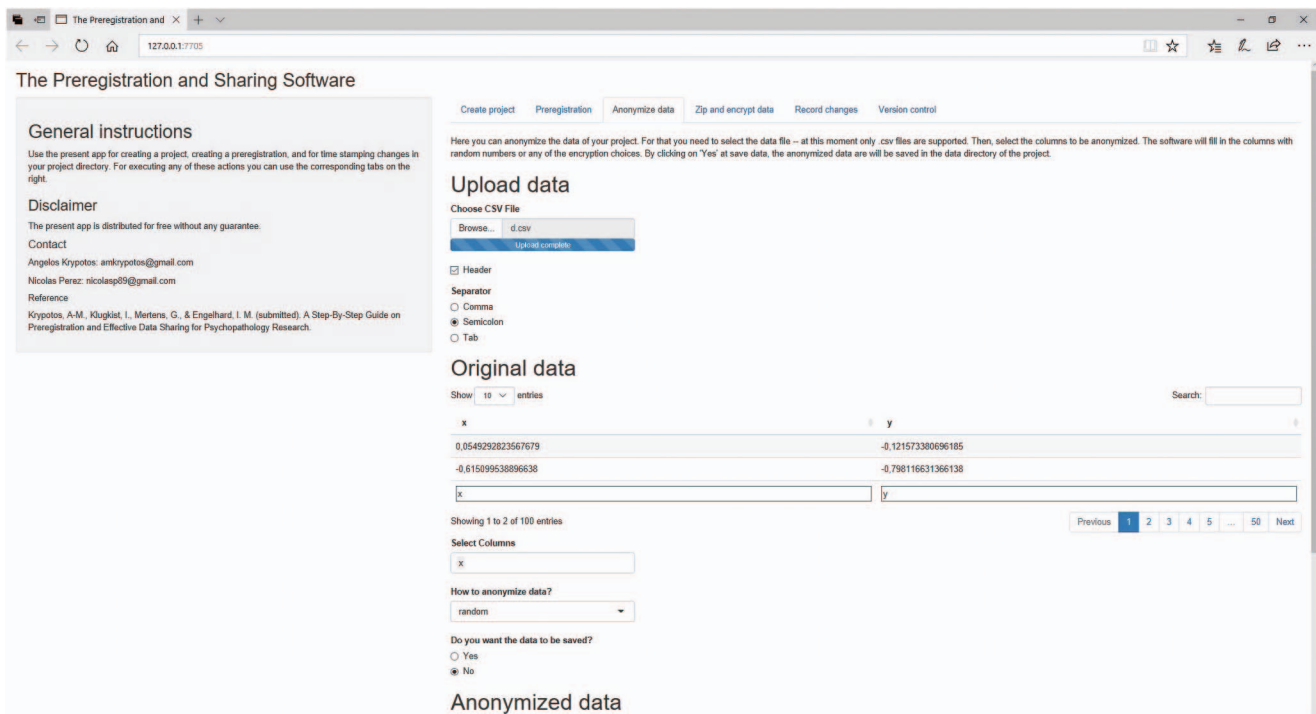 The Preregistration and
127.0.0.1:7705
The Preregistration and Sharing Software
General instructions
Use the present app for creating a project, creating a preregistration, and for time stamping changes in
your project directory. For executing any of these actions you can use the corresponding tabs on the
right.
Disclaimer
The present app is distributed for free without any guarantee.
Contact
Angelos Krypotos: amkrypotos@gmail.com
Nicolas Perez: nicolasp89@gmail.com
Reference
Krypotos, A-M., Klugkist, I., Mertens, G., & Engelhard, I. M. (submitted). A Step-By-Step Guide on
Preregistration and Effective Data Sharing for Psychopathology Research.
Create project Preregistration Anonymize data Zip and encrypt data Record changes Version control
Here you can anonymize the data of your project. For that you need to select the data file -- at this moment only .csv files are supported. Then, select the columns to be anonymized. The software will fill in the columns with
random numbers or any of the encryption choices. By clicking on 'Yes' at save data, the anonymized data are will be saved in the data directory of the project.
Upload data
Choose CSV File
Browse... d.csv
Upload complete
Header
Separator
Comma
Semicolon
Tab
Original data
Show 10 entries Search:
x y
0,0549292823567679 -0,121573380696185
-0,615099538896638 -0,798116631366138
x y
Showing 1 to 2 of 100 entries Previous 1 2 3 4 5 ... 50 Next
Select Columns
x
How to anonymize data?
random
Do you want the data to be saved?
Yes
No
Anonymized data